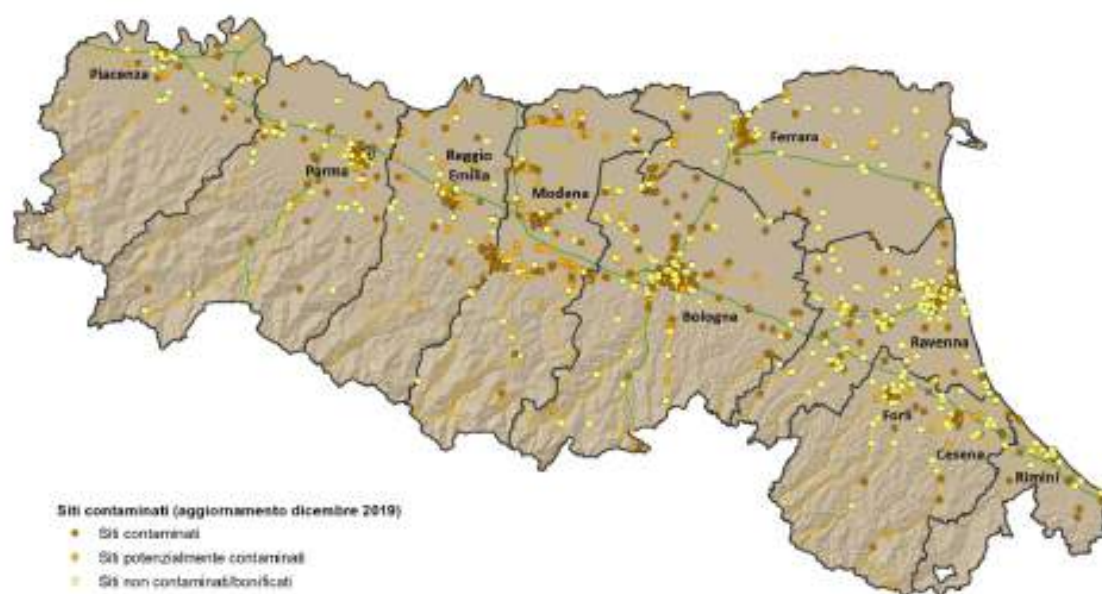 Piacenza
Ferrara
Parma
Reggio
Emilia
Modena
Bologna
Ravenna
Forlì
Cesena
Rimini
Siti contaminati (aggiornamento dicembre 2019)
Siti contaminati
Siti potenzialmente contaminati
Siti non contaminati/bonificati